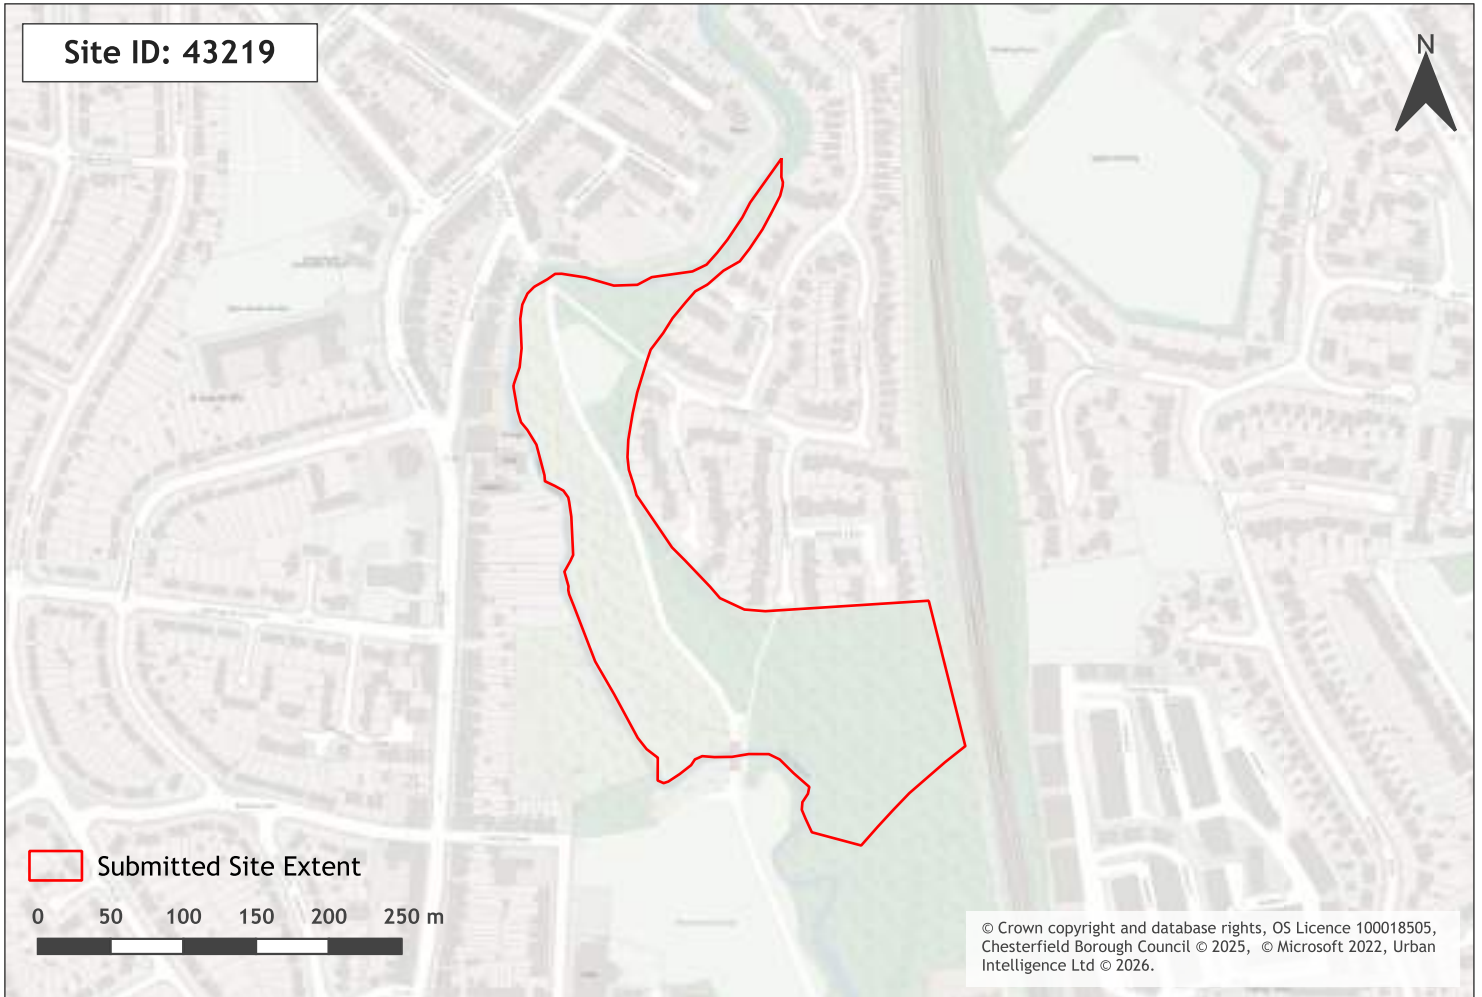 Site ID: 43219
N
Submitted Site Extent
0 50 100 150 200 250 m
© Crown copyright and database rights, OS Licence 100018505,
Chesterfield Borough Council © 2025, © Microsoft 2022, Urban
Intelligence Ltd © 2026.